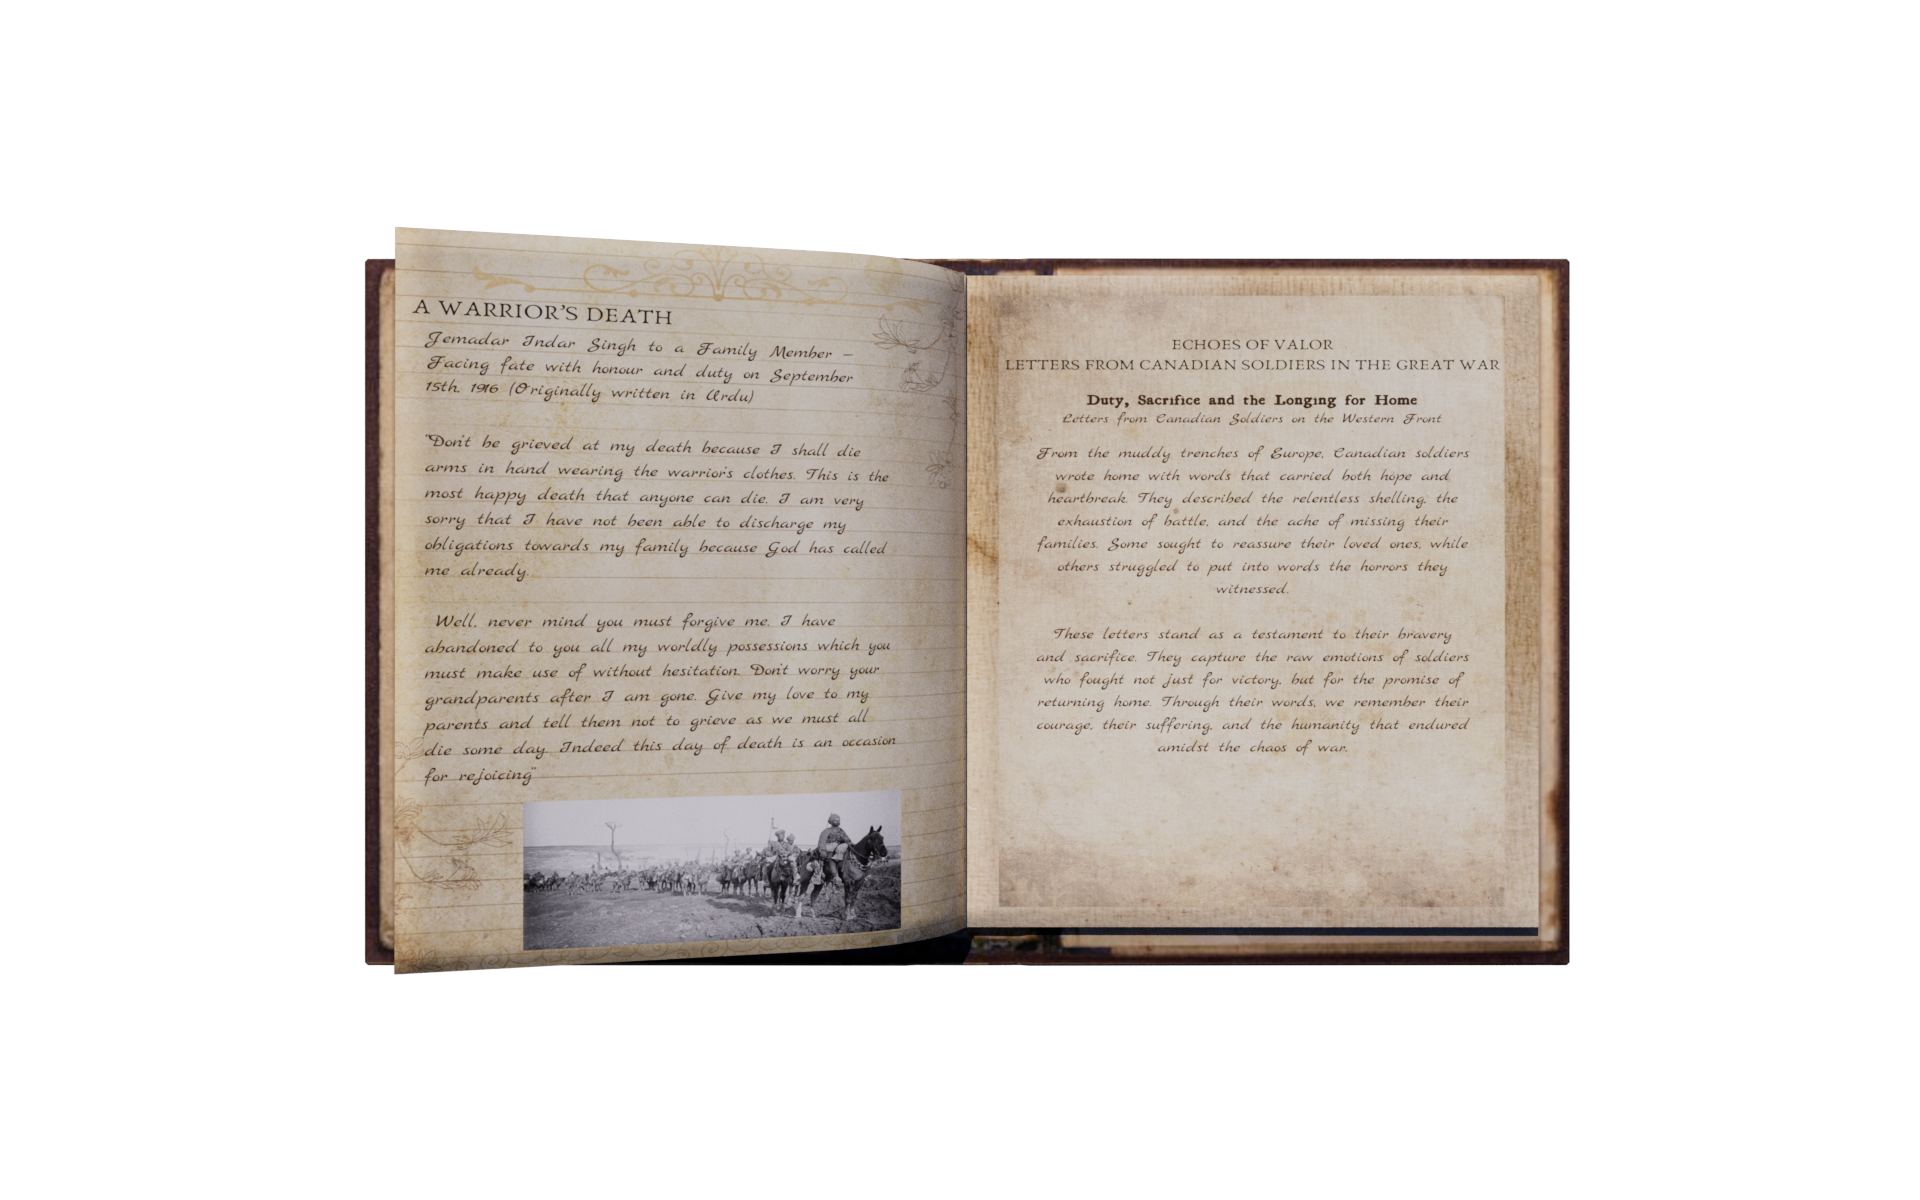 A WARRIOR'S DEATH
Jemadar Indar Singh to a Family Member –
Facing fate with honour and duty on September
15th, 1916 (Originally written in Urdu)
"Don't be grieved at my death because I shall die
arms in hand wearing the warrior's clothes. This is the
most happy death that anyone can die. I am very
sorry that I have not been able to discharge my
obligations towards my family because God has called
me already.
Well, never mind you must forgive me. I have
abandoned to you all my worldly possessions which you
must make use of without hesitation. Don't worry your
grandparents after I am gone. Give my love to my
parents and tell them not to grieve as we must all
die some day. Indeed this day of death is an occasion
for rejoicing"
ECHOES OF VALOR
LETTERS FROM CANADIAN SOLDIERS IN THE GREAT WAR
Duty, Sacrifice and the Longing for Home
Letters from Canadian Soldiers on the Western Front
From the muddy trenches of Europe, Canadian soldiers
wrote home with words that carried both hope and
heartbreak. They described the relentless shelling, the
exhaustion of battle, and the ache of missing their
families. Some sought to reassure their loved ones, while
others struggled to put into words the horrors they
witnessed.
These letters stand as a testament to their bravery
and sacrifice. They capture the raw emotions of soldiers
who fought not just for victory, but for the promise of
returning home. Through their words, we remember their
courage, their suffering, and the humanity that endured
amidst the chaos of war.